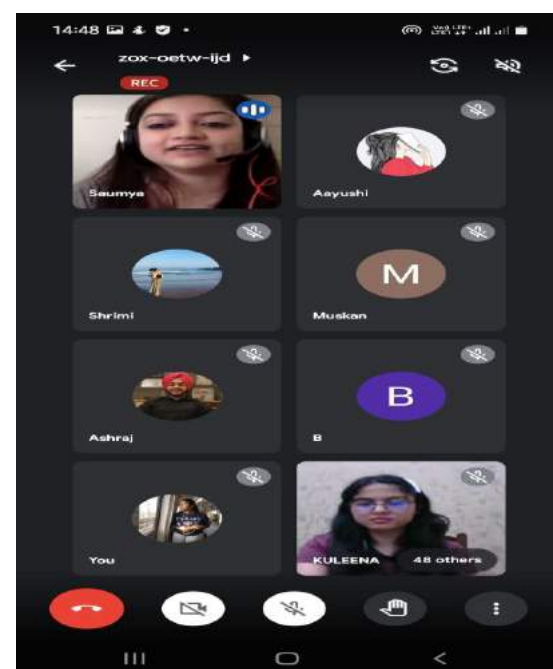 14:48
zox-oetw-ijd
REC
Saumya
Aayushi
Shrimi
M
Muskan
Ashraj
B
B
You
KULEENA 48 others